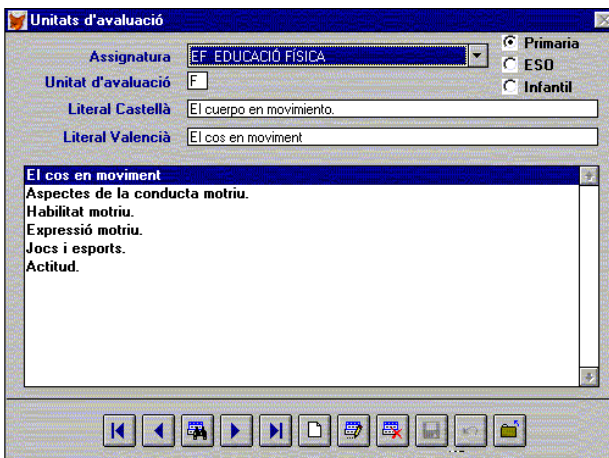 Unitats d'avaluació
Assignatura EF EDUCACIÓ FÍSICA
Primaria
ESO
Infantil
Unitat d'avaluació F
Literal Castellà El cuerpo en movimiento.
Literal Valencià El cos en moviment
El cos en moviment
Aspectes de la conducta motriu.
Habilitat motriu.
Expressió motriu.
Jocs i esports.
Actitud.